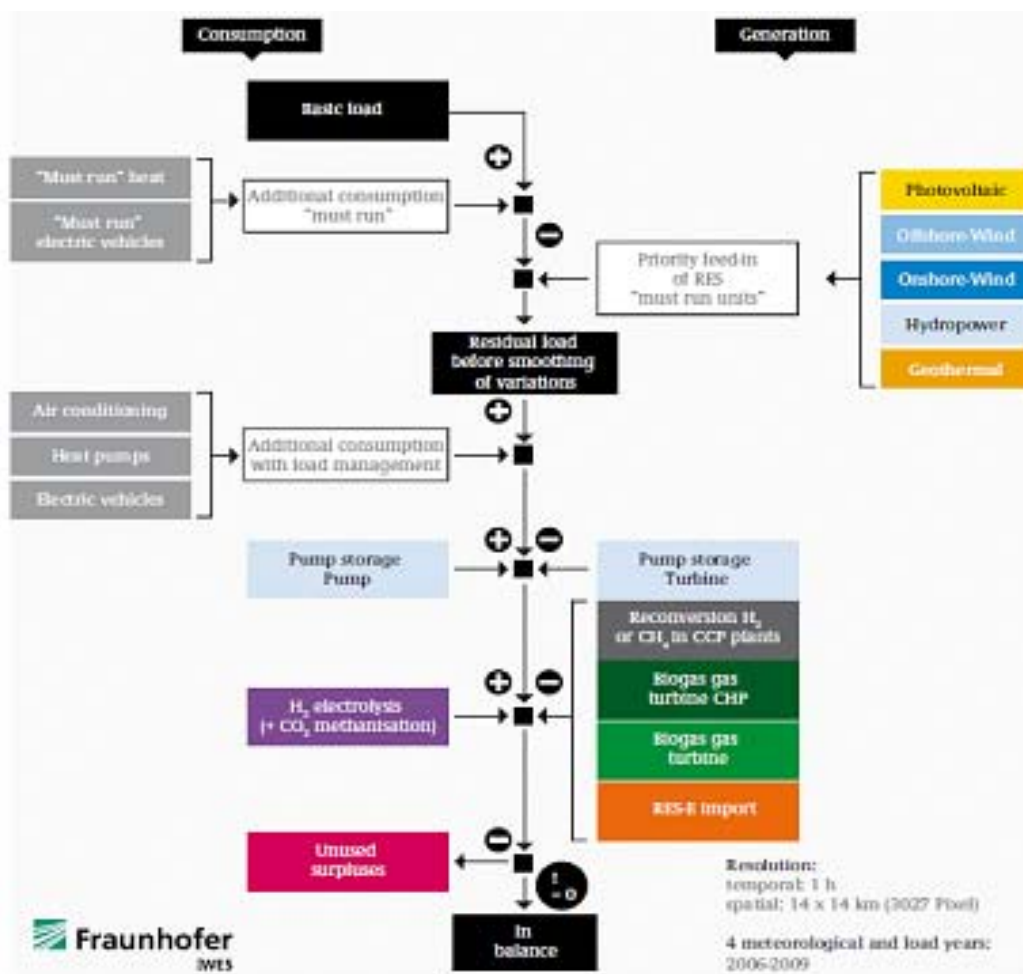 Consumption
Generation
Basic load
"Must run" heat
"Must run"
electric vehicles
Additional consumption
"must run"
Photovoltaic
Offshore-Wind
Onshore-Wind
Hydropower
Geothermal
Priority feed-in
of RES
"must run units"
Residual load
before smoothing
of variations
Air conditioning
Heat pumps
Electric vehicles
Additional consumption
with load management
Pump storage
Pump
Pump storage
Turbine
Reconversion H₂
or CH₄ in CCP plants
Biogas gas
turbine CHP
Biogas gas
turbine
RES-E import
H₂ electrolysis
(+ CO₂ methanisation)
Unused
surpluses
!
= 0
In
balance
Resolution:
temporal: 1 h
spatial: 14 x 14 km (3027 Pixel)
4 meteorological and load years:
2006-2009
Fraunhofer
IWES